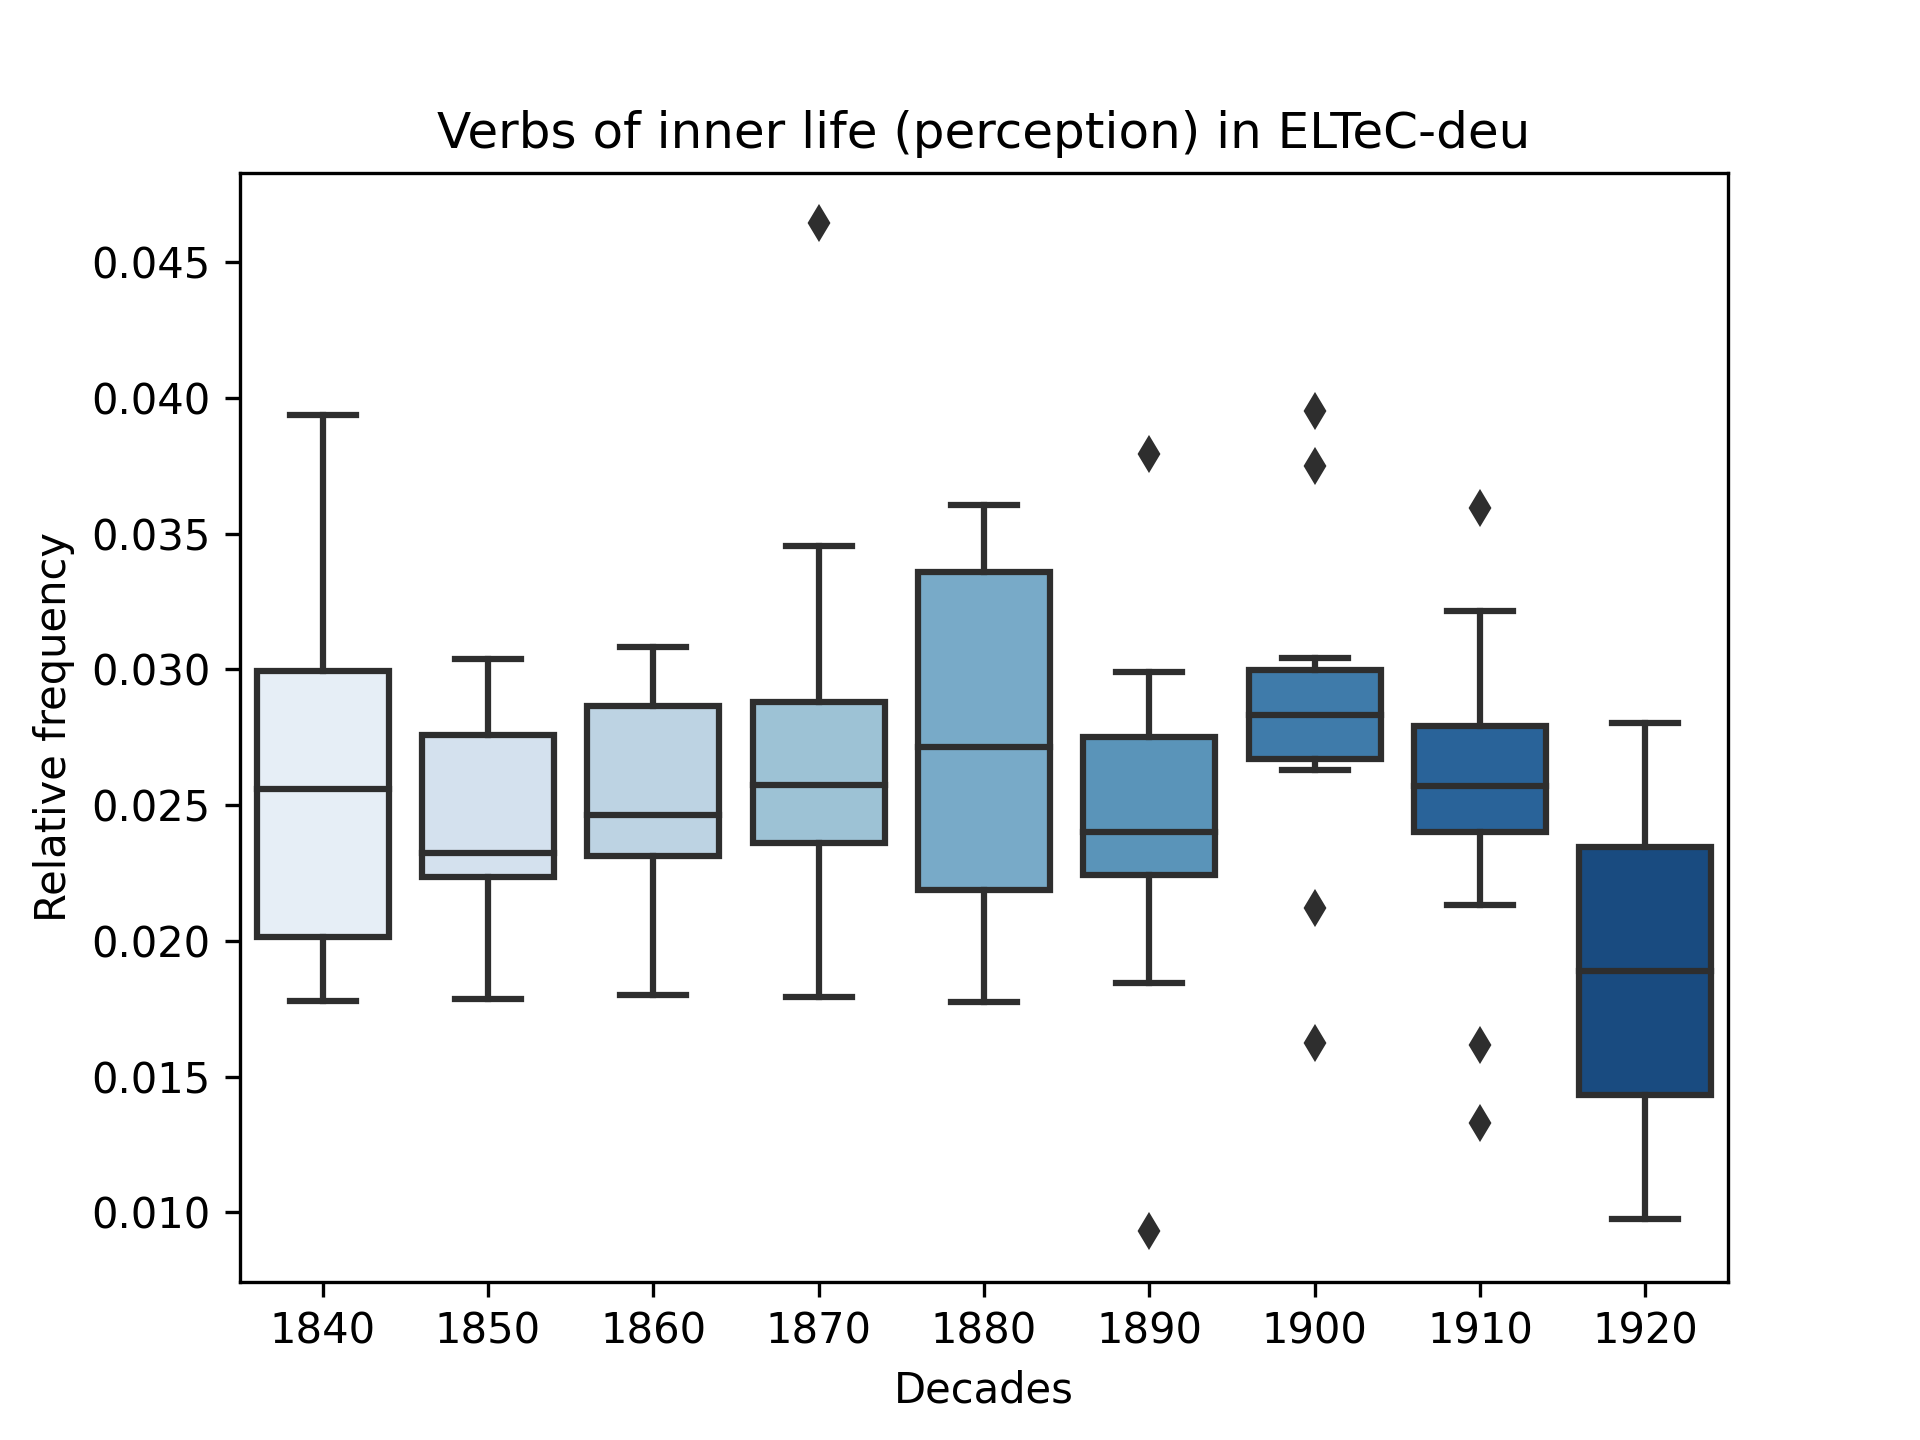 Verbs of inner life (perception) in ELTeC-deu
0.045
0.040
0.035
0.030
0.025
0.020
0.015
0.010
Relative frequency
1840 1850 1860 1870 1880 1890 1900 1910 1920
Decades